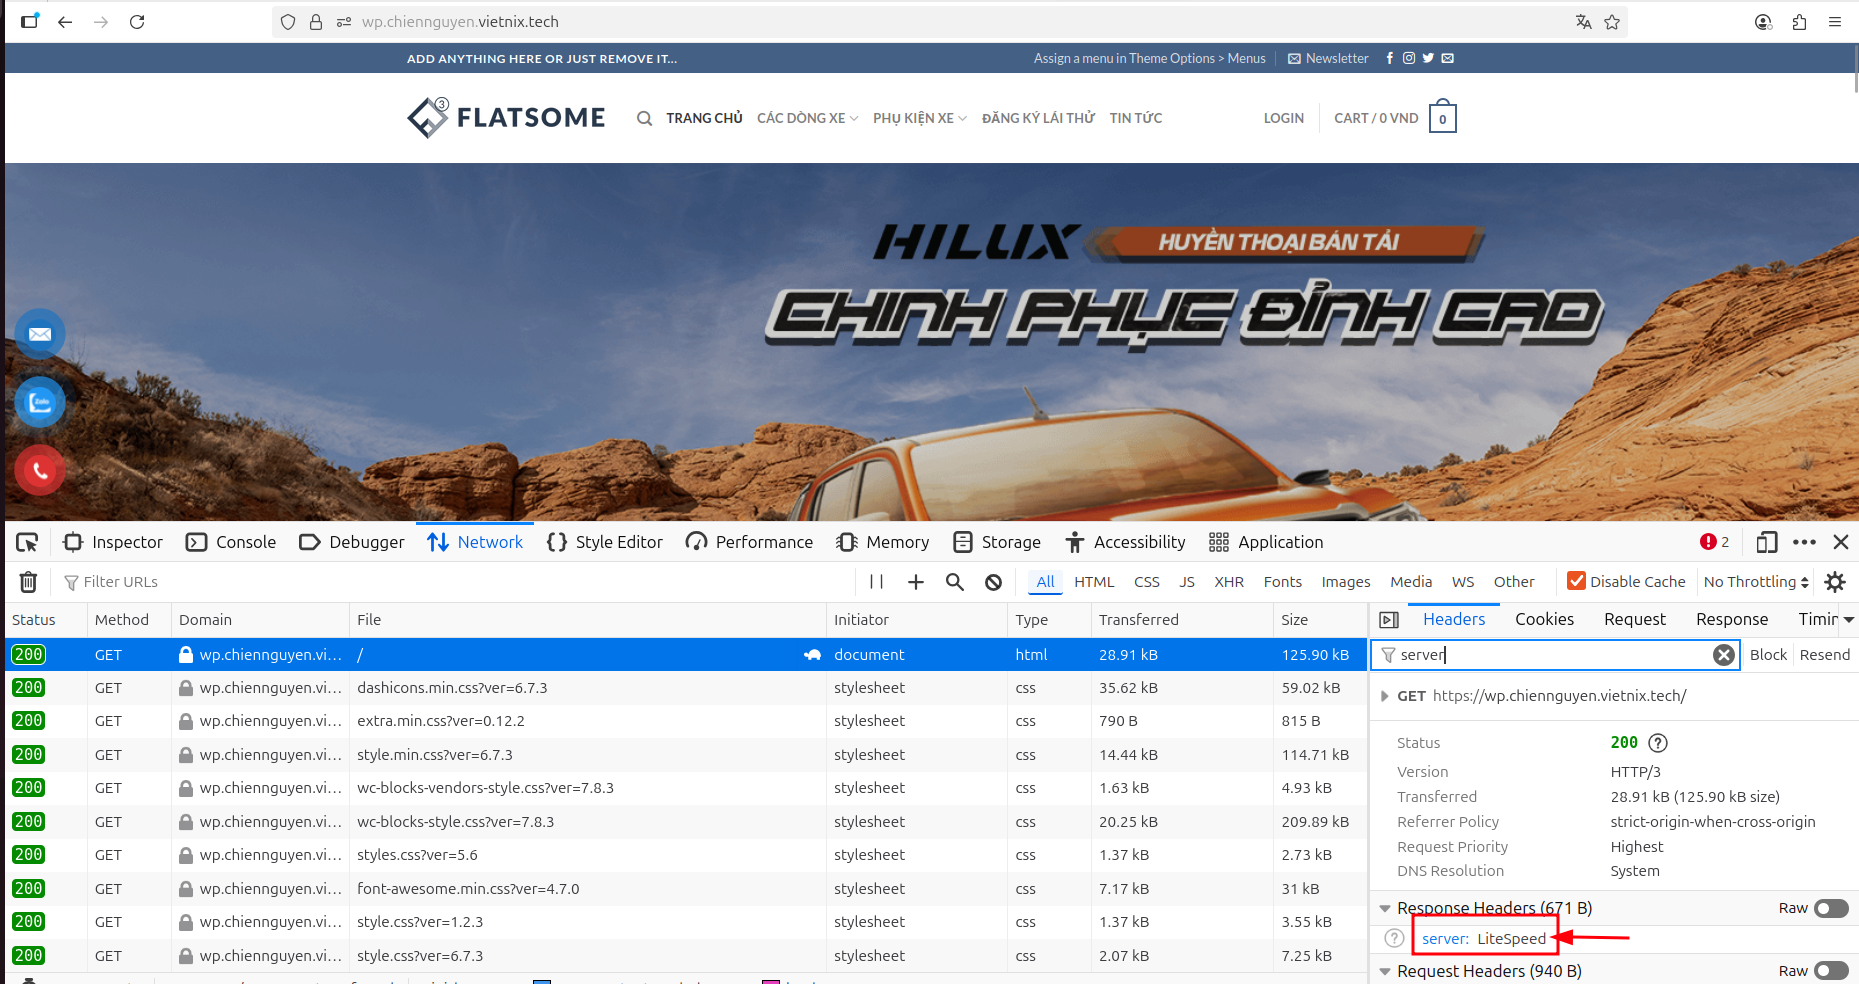 wp.chiennguyen.vietnix.tech
ADD ANYTHING HERE OR JUST REMOVE IT...
Assign a menu in Theme Options > Menus
Newsletter
3
FLATSOME
TRANG CHỦ
CÁC DÒNG XE
PHỤ KIỆN XE
ĐĂNG KÝ LÁI THỬ
TIN TỨC
LOGIN
CART / 0 VND
0
HILUX
HUYỀN THOẠI BÁN TẢI
CHINH PHỤC ĐỈNH CAO
Zalo
Inspector
Console
Debugger
Network
Style Editor
Performance
Memory
Storage
Accessibility
Application
2
Filter URLs
All
HTML
CSS
JS
XHR
Fonts
Images
Media
WS
Other
Disable Cache
No Throttling
Status Method Domain File Initiator Type Transferred Size
200 GET wp.chiennguyen.vi... / document html 28.91 kB 125.90 kB
200 GET wp.chiennguyen.vi... dashicons.min.css?ver=6.7.3 stylesheet css 35.62 kB 59.02 kB
200 GET wp.chiennguyen.vi... extra.min.css?ver=0.12.2 stylesheet css 790 B 815 B
200 GET wp.chiennguyen.vi... style.min.css?ver=6.7.3 stylesheet css 14.44 kB 114.71 kB
200 GET wp.chiennguyen.vi... wc-blocks-vendors-style.css?ver=7.8.3 stylesheet css 1.63 kB 4.93 kB
200 GET wp.chiennguyen.vi... wc-blocks-style.css?ver=7.8.3 stylesheet css 20.25 kB 209.89 kB
200 GET wp.chiennguyen.vi... styles.css?ver=5.6 stylesheet css 1.37 kB 2.73 kB
200 GET wp.chiennguyen.vi... font-awesome.min.css?ver=4.7.0 stylesheet css 7.17 kB 31 kB
200 GET wp.chiennguyen.vi... style.css?ver=1.2.3 stylesheet css 1.37 kB 3.55 kB
200 GET wp.chiennguyen.vi... style.css?ver=6.7.3 stylesheet css 2.07 kB 7.25 kB
Headers
Cookies
Request
Response
Timin
server
Block
Resend
GET https://wp.chiennguyen.vietnix.tech/
Status 200
Version HTTP/3
Transferred 28.91 kB (125.90 kB size)
Referrer Policy strict-origin-when-cross-origin
Request Priority Highest
DNS Resolution System
Response Headers (671 B) Raw
server: LiteSpeed
Request Headers (940 B) Raw